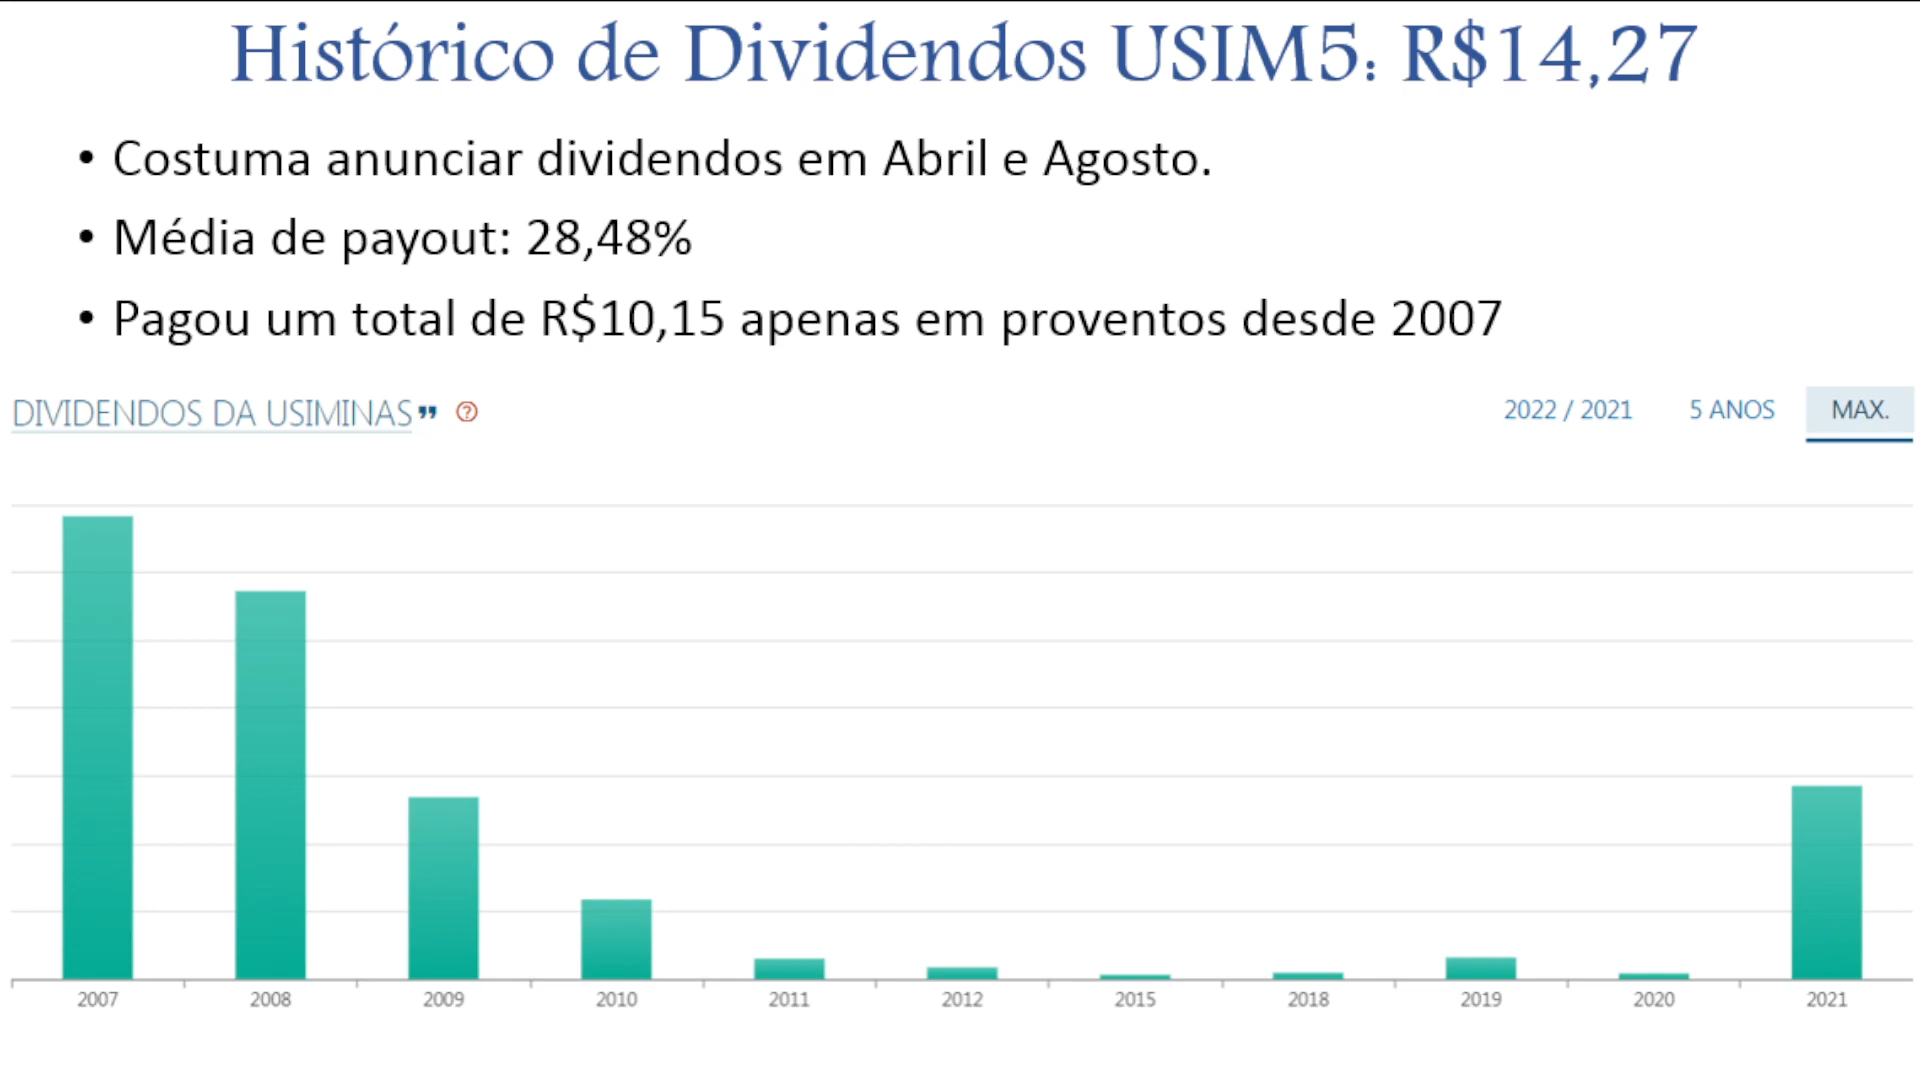 Histórico de Dividendos USIM5: R$14,27
• Costuma anunciar dividendos em Abril e Agosto.
• Média de payout: 28,48%
• Pagou um total de R$10,15 apenas em proventos desde 2007
DIVIDENDOS DA USIMINAS ” ?
2022 / 2021 5 ANOS MAX.
2007 2008 2009 2010 2011 2012 2015 2018 2019 2020 2021